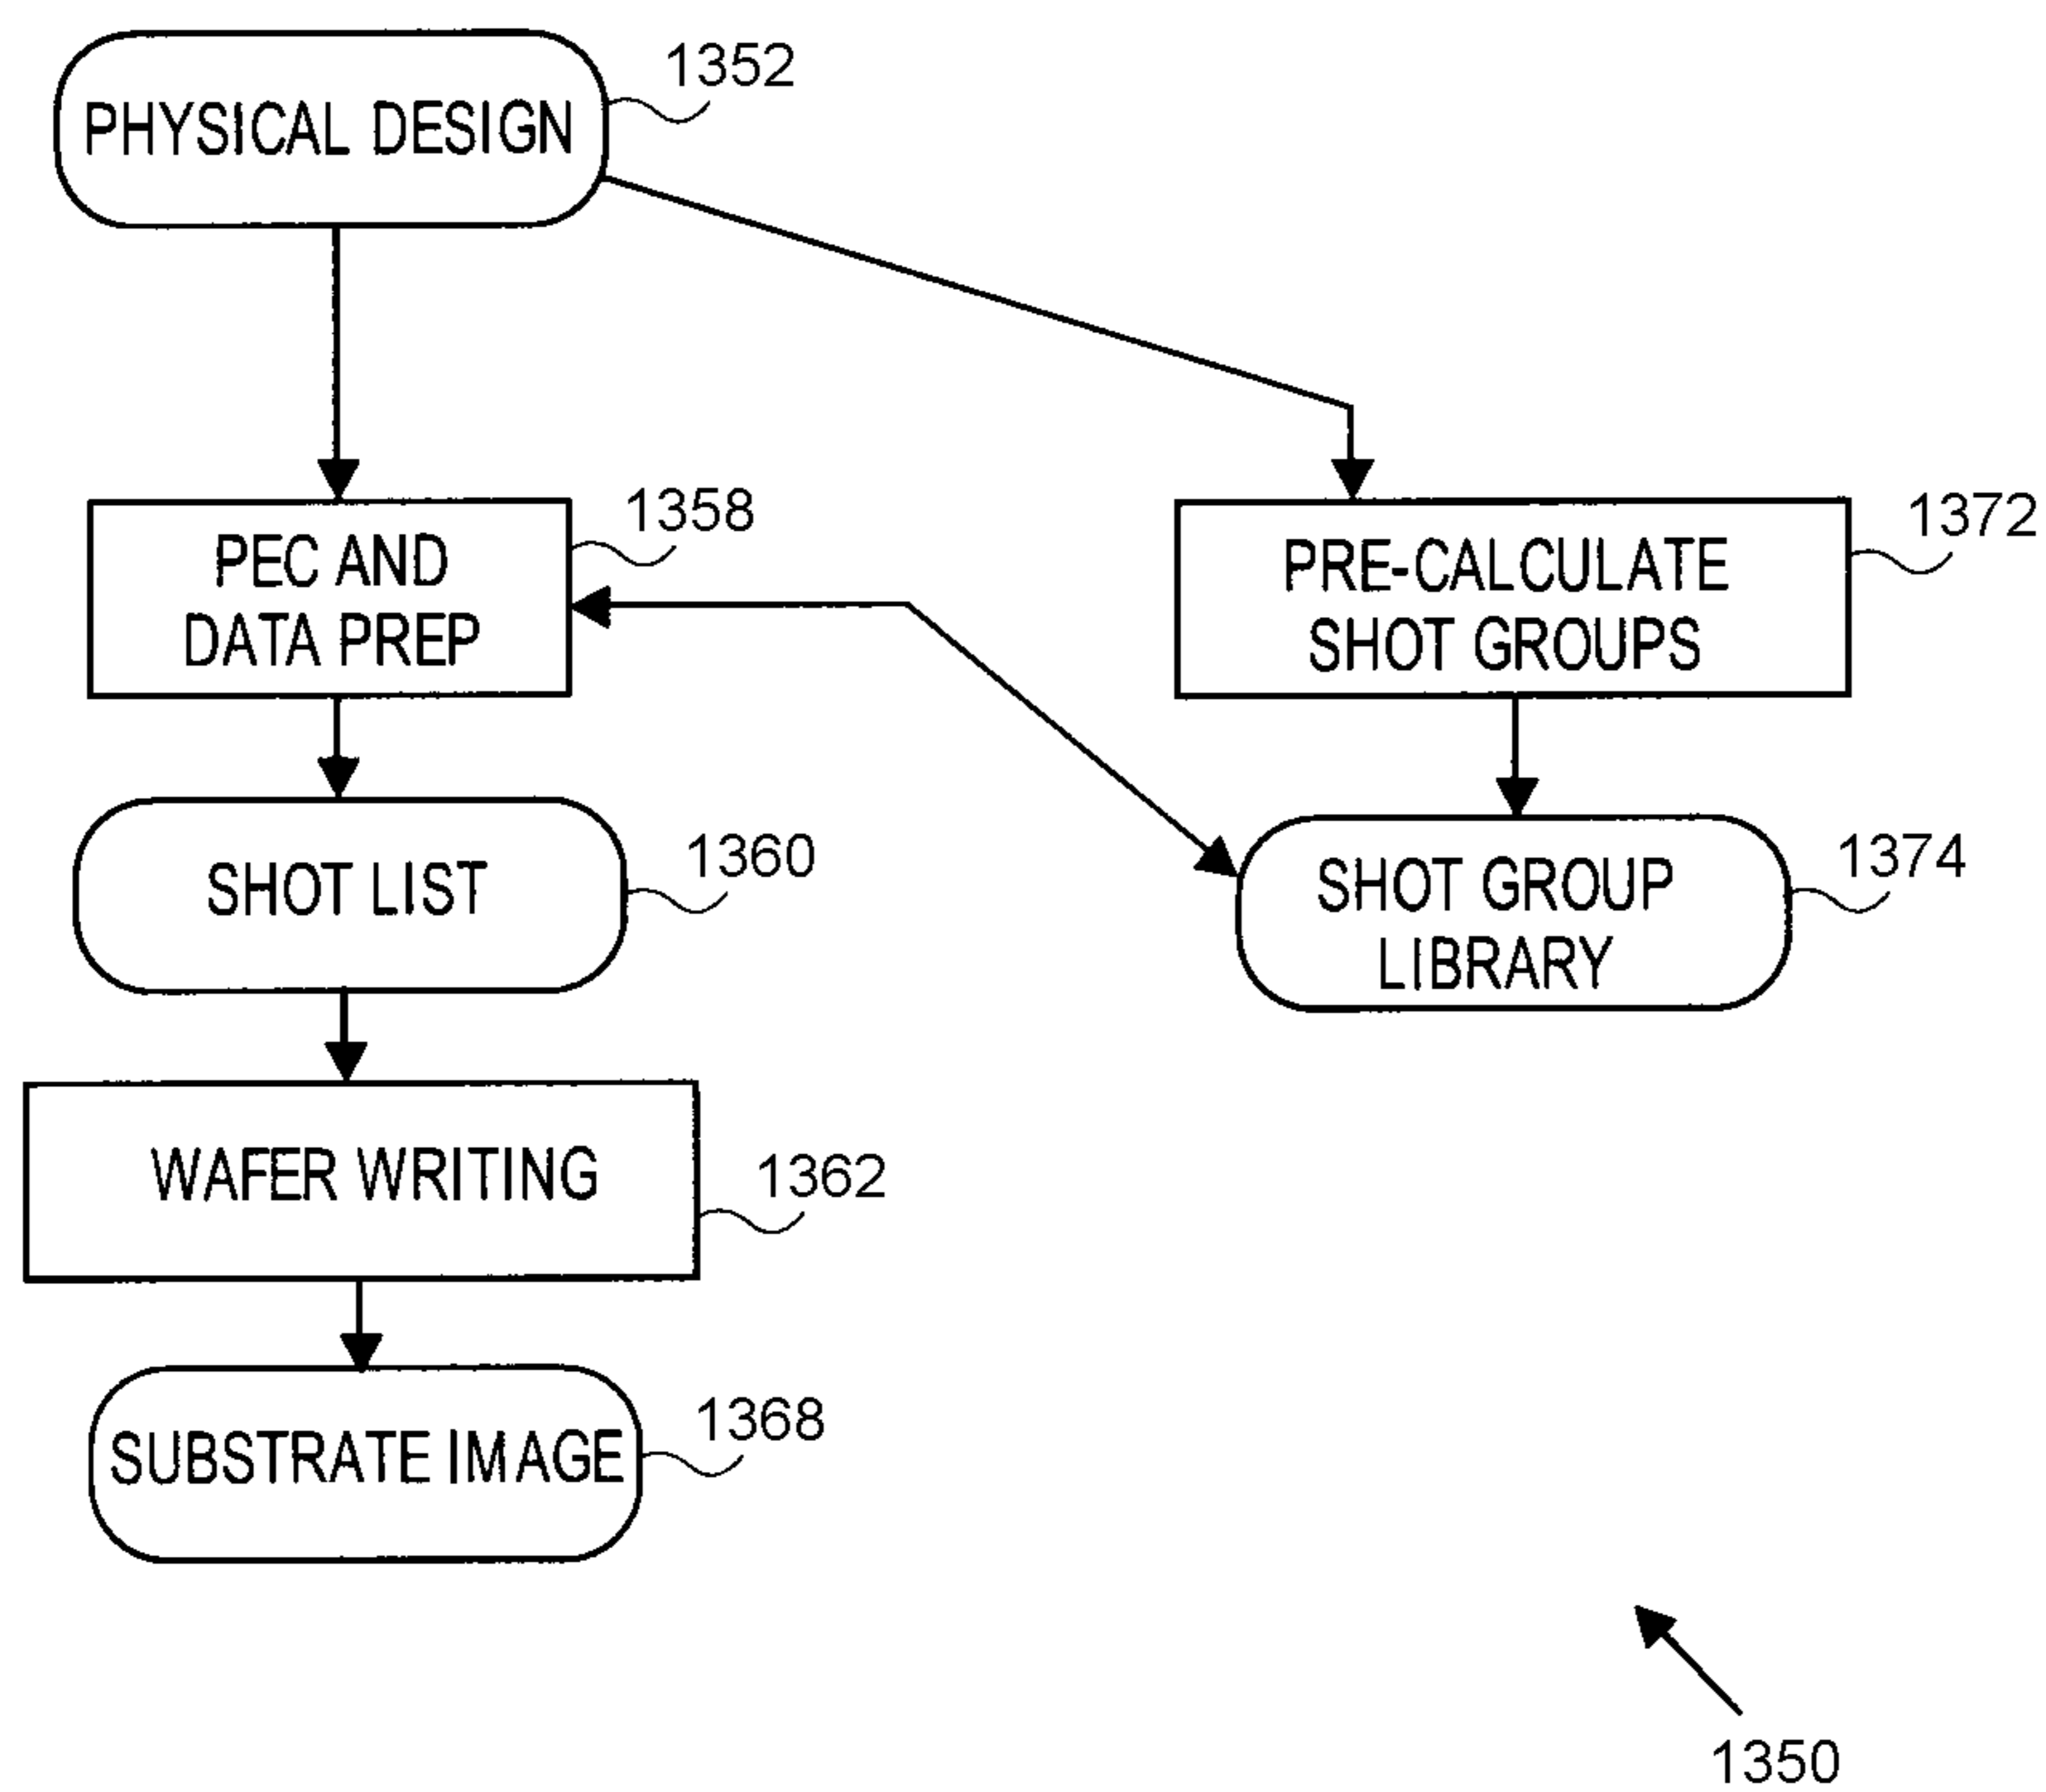 1352
PHYSICAL DESIGN
1358
PEC AND
DATA PREP
1372
PRE-CALCULATE
SHOT GROUPS
1360
SHOT LIST
1374
SHOT GROUP
LIBRARY
WAFER WRITING
1362
1368
SUBSTRATE IMAGE
1350